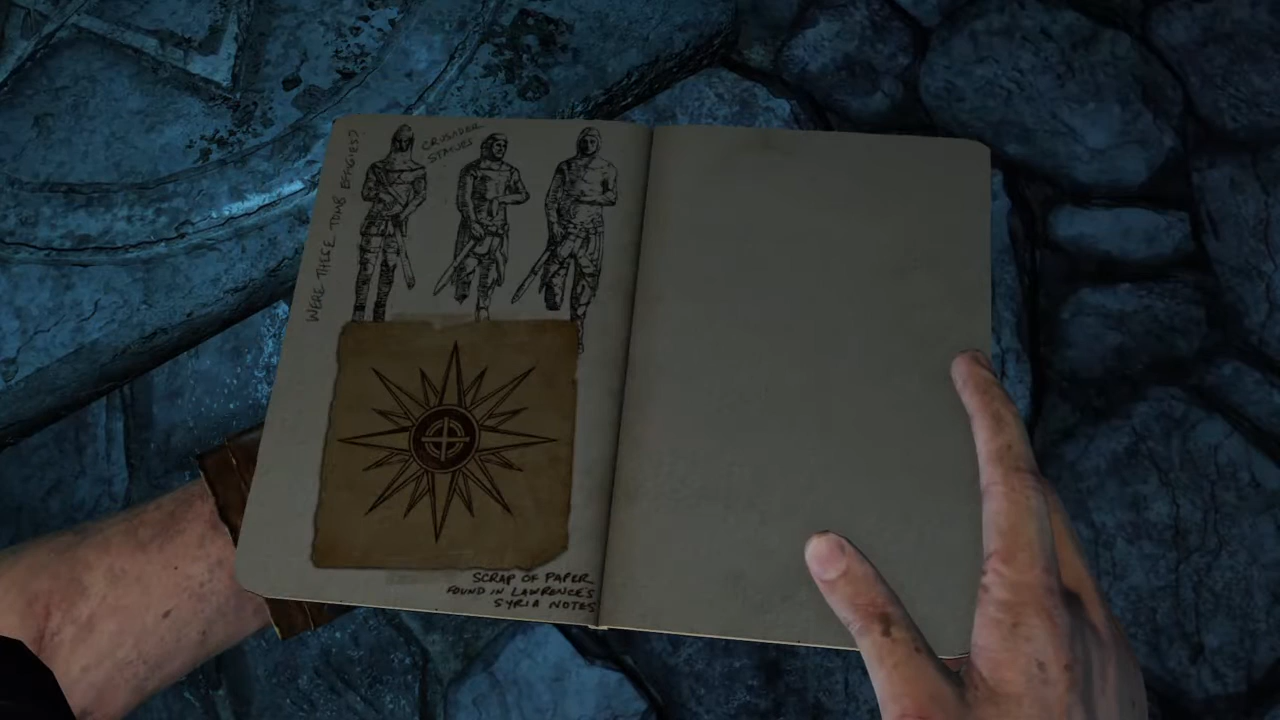 WERE THESE TOMB EFFIGIES?
CRUSADER
STATUES
SCRAP OF PAPER
FOUND IN LAWRENCE'S
SYRIA NOTES